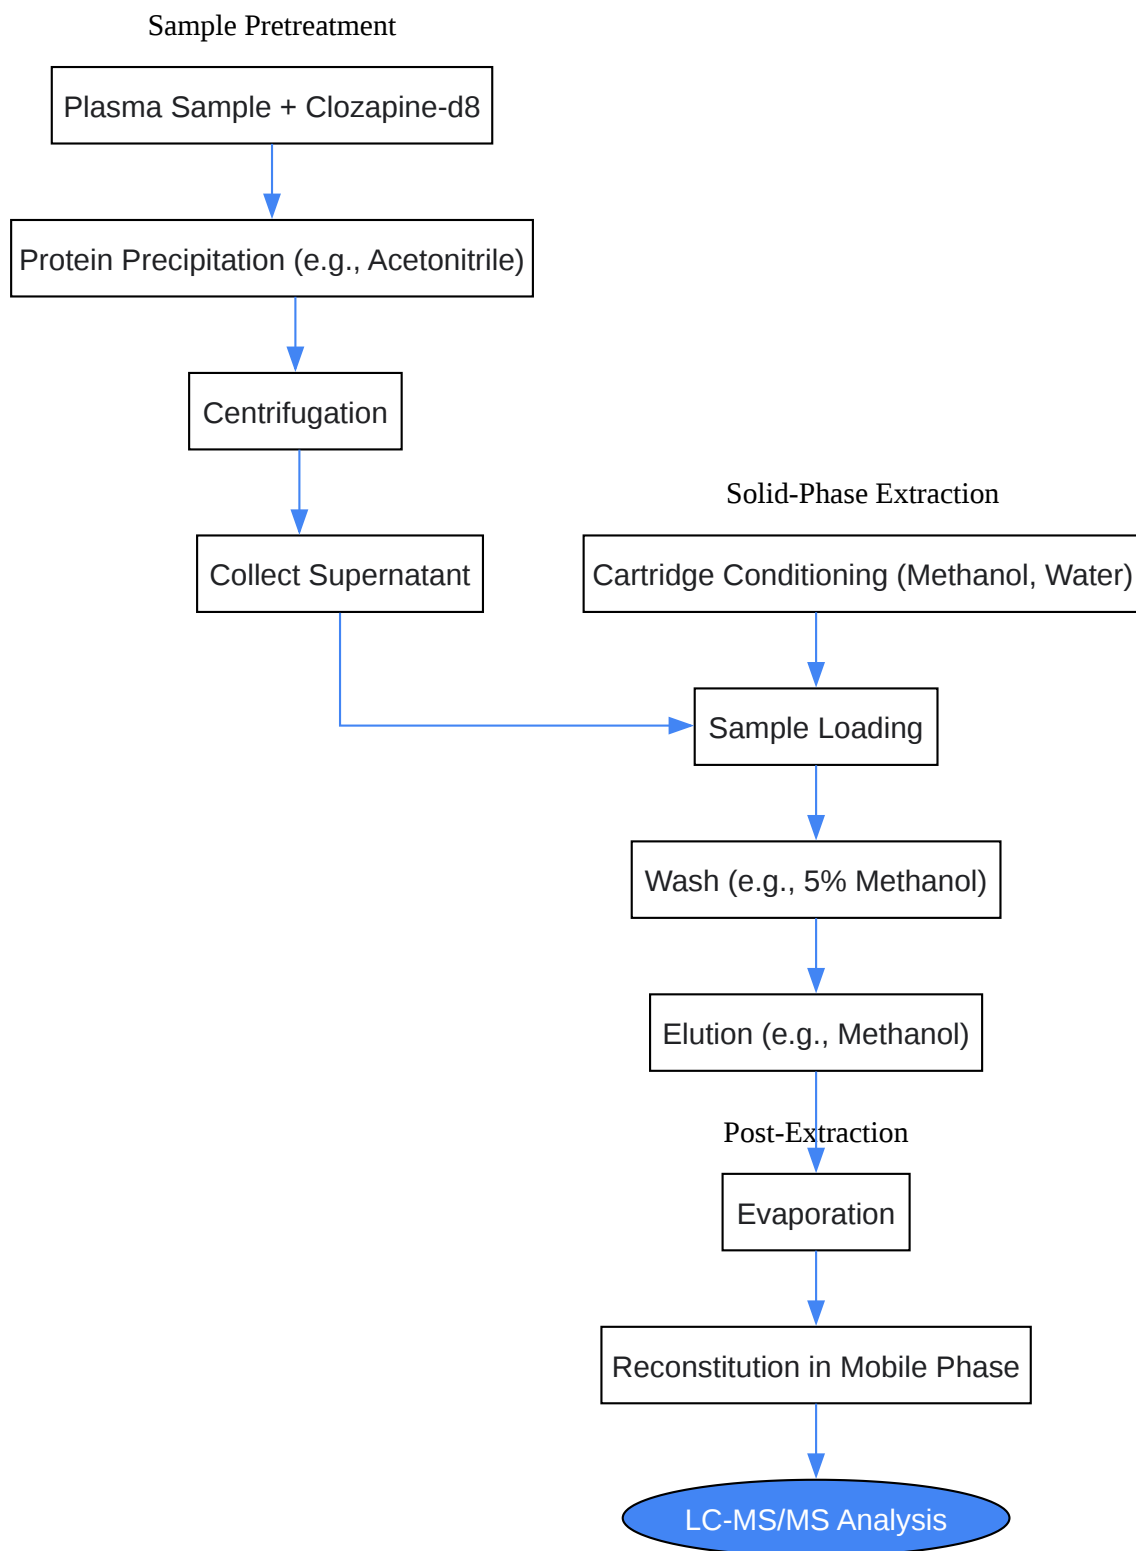 Sample Pretreatment
Plasma Sample + Clozapine-d8
Protein Precipitation (e.g., Acetonitrile)
Centrifugation
Collect Supernatant
Solid-Phase Extraction
Cartridge Conditioning (Methanol, Water)
Sample Loading
Wash (e.g., 5% Methanol)
Elution (e.g., Methanol)
Post-Extraction
Evaporation
Reconstitution in Mobile Phase
LC-MS/MS Analysis